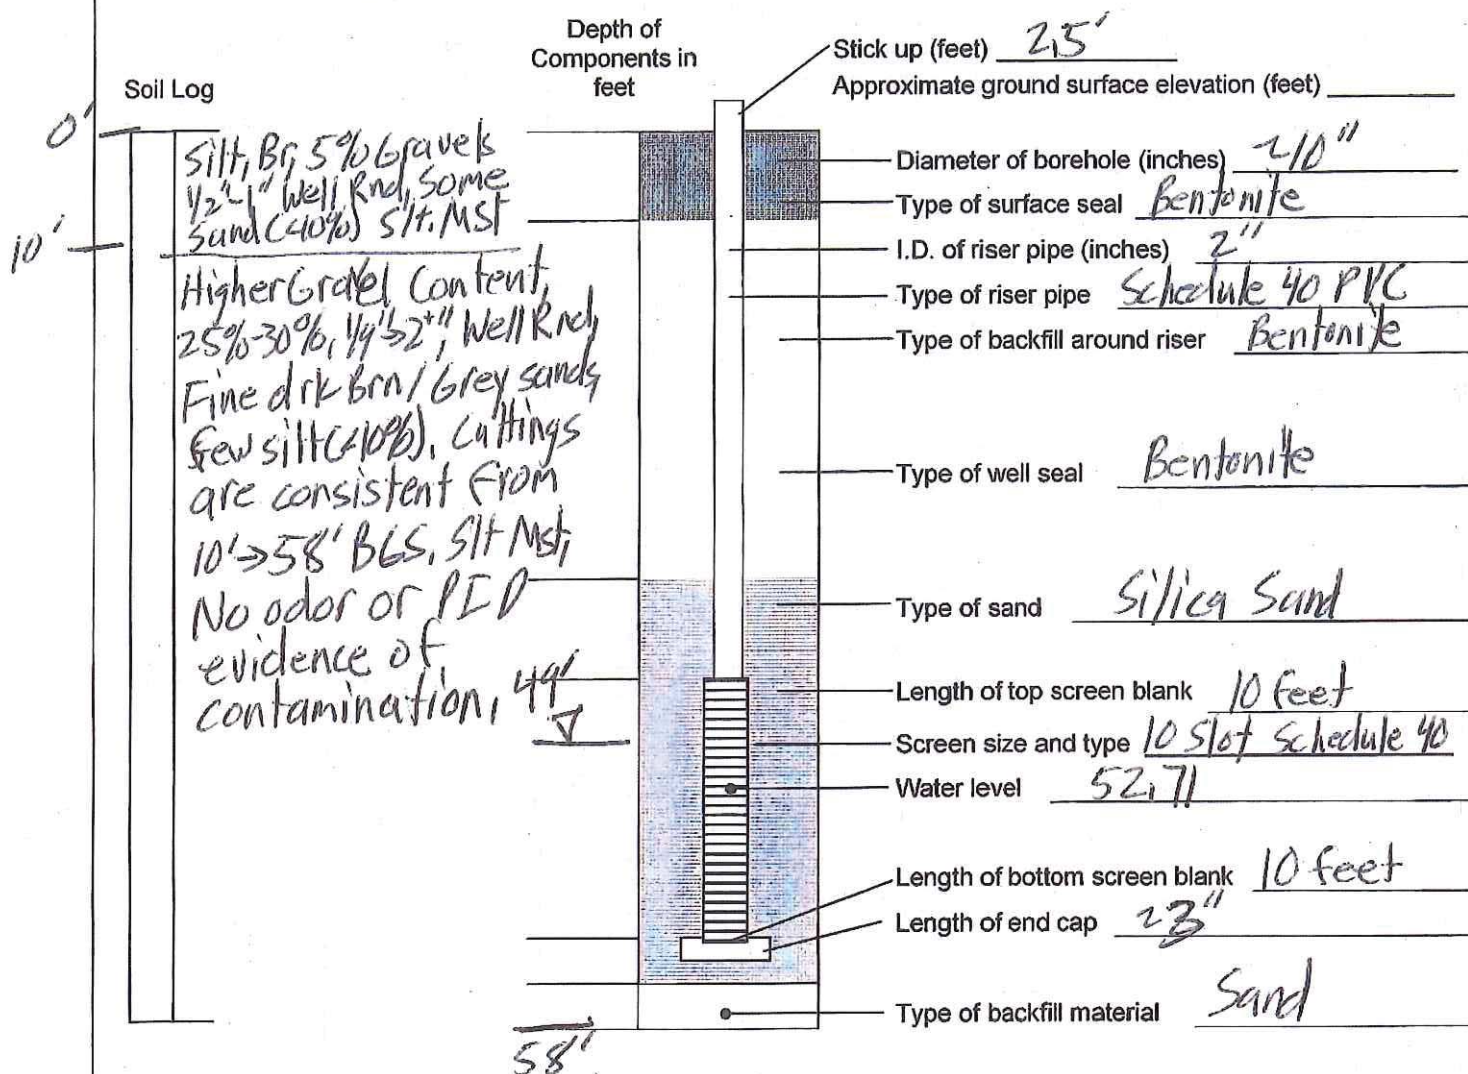 Depth of
Components in
feet
Soil Log
Stick up (feet) 2.5'
Approximate ground surface elevation (feet)
0'
10'
Silt, Br, 5% Gravels
1/2"-1" Well Rnd, Some
Sand (<10%) Slt. MST
Higher Gravel Content,
25%-30%, 1/4"→2"+, Well Rnd,
Fine drk Brn/Grey sands,
few silt (<10%), Cuttings
are consistent from
10'→58' BGS, Slt Mst,
No odor or PID
evidence of
contamination,
49'
58'
Diameter of borehole (inches) ~10"
Type of surface seal Bentonite
I.D. of riser pipe (inches) 2"
Type of riser pipe Schedule 40 PVC
Type of backfill around riser Bentonite
Type of well seal Bentonite
Type of sand Silica Sand
Length of top screen blank 10 feet
Screen size and type 10 Slot Schedule 40
Water level 52.71
Length of bottom screen blank 10 feet
Length of end cap ~3"
Type of backfill material Sand